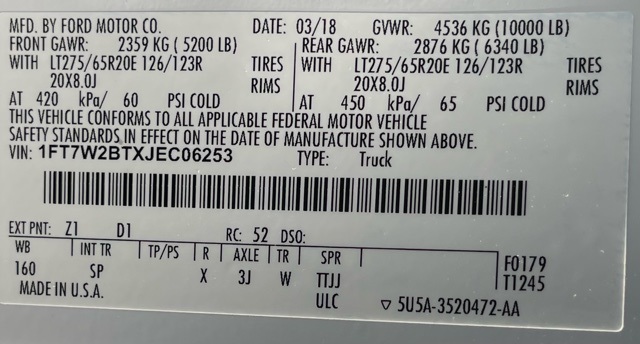 MFD. BY FORD MOTOR CO. DATE: 03/18 GVWR: 4536 KG (10000 LB)
FRONT GAWR: 2359 KG ( 5200 LB) REAR GAWR: 2876 KG ( 6340 LB)
WITH LT275/65R20E 126/123R TIRES WITH LT275/65R20E 126/123R TIRES
20X8.0J RIMS 20X8.0J RIMS
AT 420 kPa/ 60 PSI COLD AT 450 kPa/ 65 PSI COLD
THIS VEHICLE CONFORMS TO ALL APPLICABLE FEDERAL MOTOR VEHICLE
SAFETY STANDARDS IN EFFECT ON THE DATE OF MANUFACTURE SHOWN ABOVE.
VIN: 1FT7W2BTXJEC06253 TYPE: Truck
EXT PNT: Z1 D1 RC: 52 DSO:
WB INT TR TP/PS R AXLE TR SPR F0179
160 SP X 3J W TTJJ T1245
MADE IN U.S.A. ULC ▽ 5U5A-3520472-AA